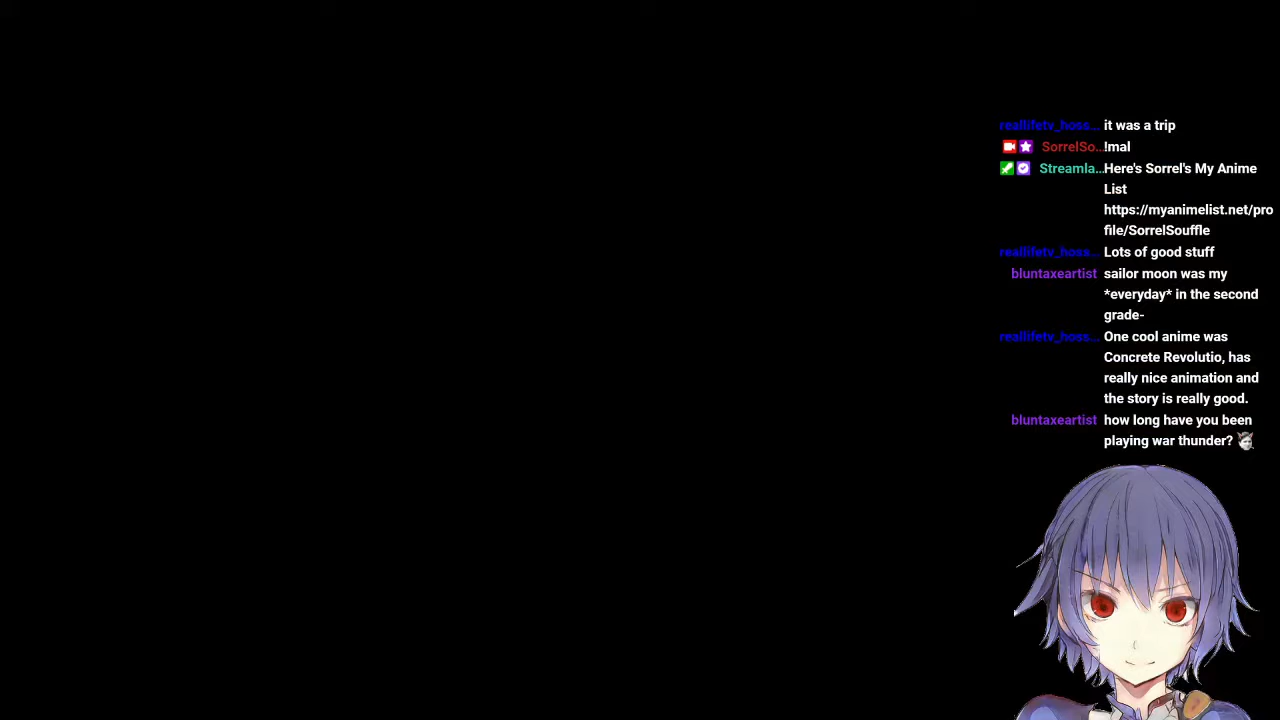 reallifetv_hoss... it was a trip
SorrelSo... !mal
Streamla... Here's Sorrel's My Anime
List
https://myanimelist.net/pro
file/SorrelSouffle
reallifetv_hoss... Lots of good stuff
bluntaxeartist sailor moon was my
*everyday* in the second
grade-
reallifetv_hoss... One cool anime was
Concrete Revolutio, has
really nice animation and
the story is really good.
bluntaxeartist how long have you been
playing war thunder?